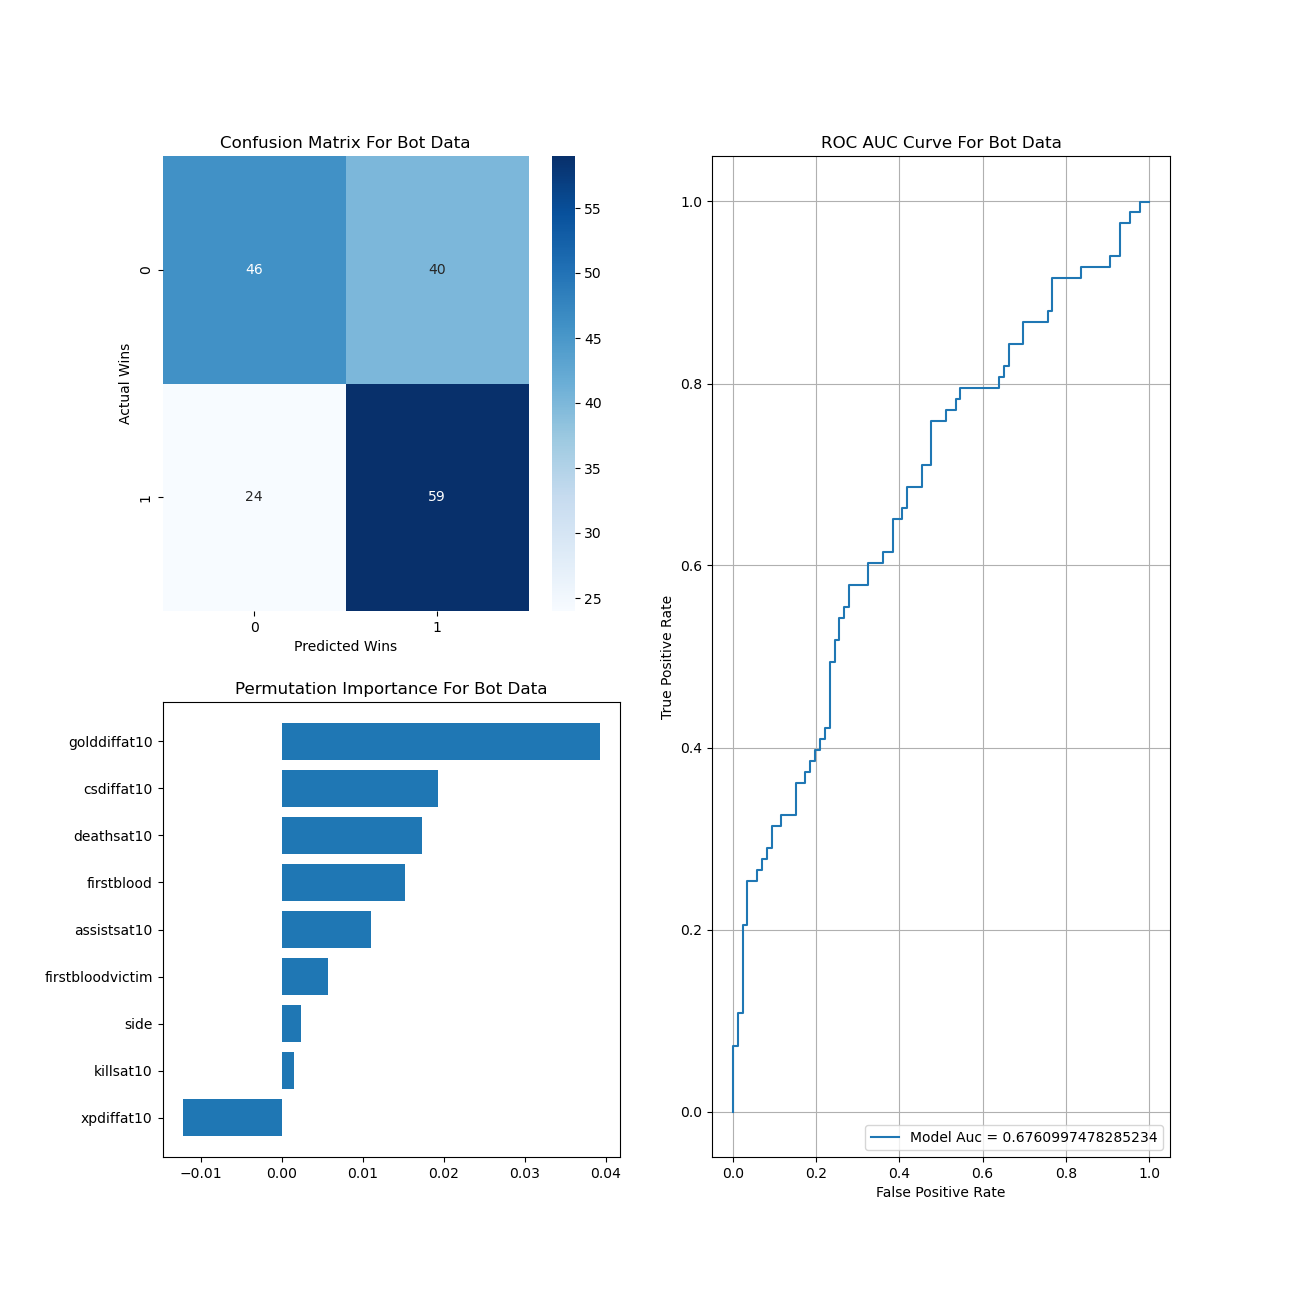 Confusion Matrix For Bot Data
46 40
24 59
0
1
Actual Wins
0 1
Predicted Wins
55
50
45
40
35
30
25
Permutation Importance For Bot Data
golddiffat10
csdiffat10
deathsat10
firstblood
assistsat10
firstbloodvictim
side
killsat10
xpdiffat10
−0.01 0.00 0.01 0.02 0.03 0.04
ROC AUC Curve For Bot Data
1.0
0.8
0.6
0.4
0.2
0.0
True Positive Rate
Model Auc = 0.6760997478285234
0.0 0.2 0.4 0.6 0.8 1.0
False Positive Rate